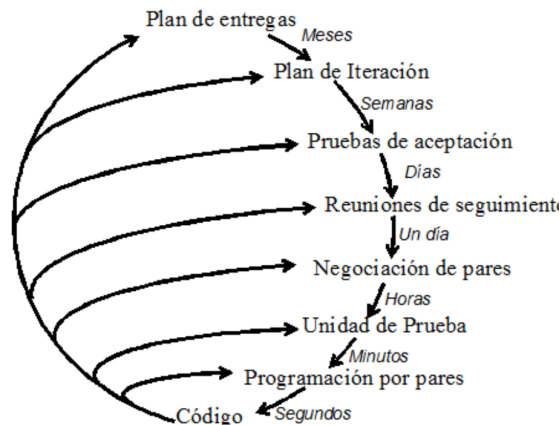 Plan de entregas
Meses
Plan de Iteración
Semanas
Pruebas de aceptación
Días
Reuniones de seguimiento
Un día
Negociación de pares
Horas
Unidad de Prueba
Minutos
Programación por pares
Segundos
Código